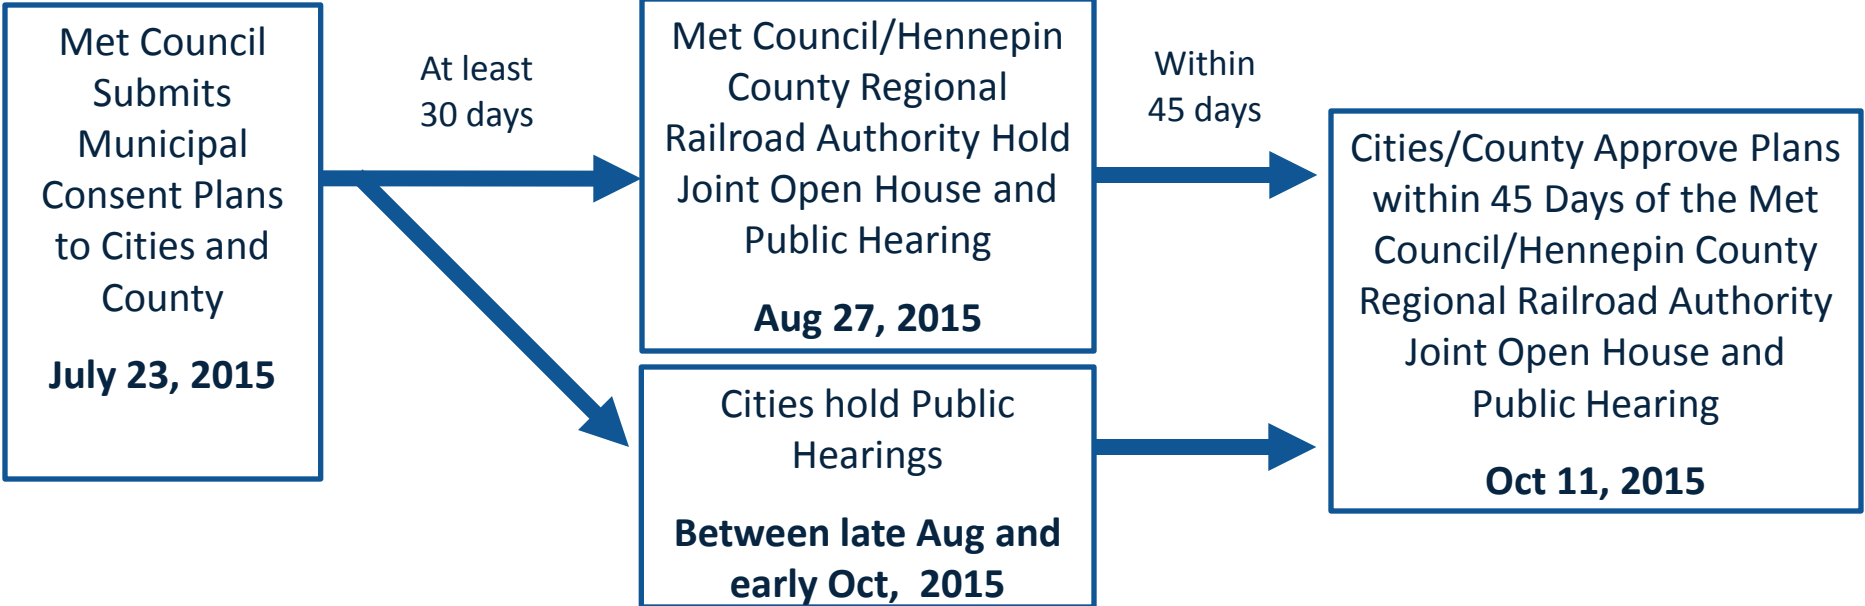 Met Council
Submits
Municipal
Consent Plans
to Cities and
County
July 23, 2015
At least
30 days
Met Council/Hennepin
County Regional
Railroad Authority Hold
Joint Open House and
Public Hearing
Aug 27, 2015
Cities hold Public
Hearings
Between late Aug and
early Oct,  2015
Within
45 days
Cities/County Approve Plans
within 45 Days of the Met
Council/Hennepin County
Regional Railroad Authority
Joint Open House and
Public Hearing
Oct 11, 2015